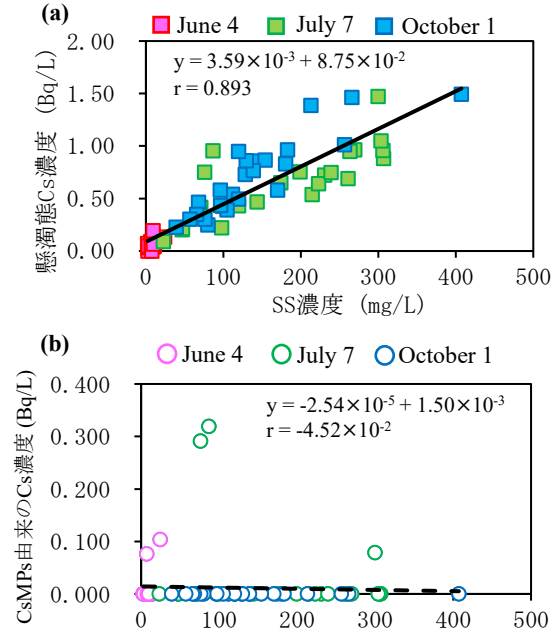 June 4 July 7 October 1
(a)
y = 3.59×10⁻³ + 8.75×10⁻²
r = 0.893
懸濁態Cs濃度 (Bq/L)
2.00
1.50
1.00
0.50
0.00
0 100 200 300 400 500
SS濃度 (mg/L)
(b)
June 4 July 7 October 1
y = -2.54×10⁻⁵ + 1.50×10⁻³
r = -4.52×10⁻²
CsMPs由来のCs濃度 (Bq/L)
0.400
0.300
0.200
0.100
0.000
0 100 200 300 400 500